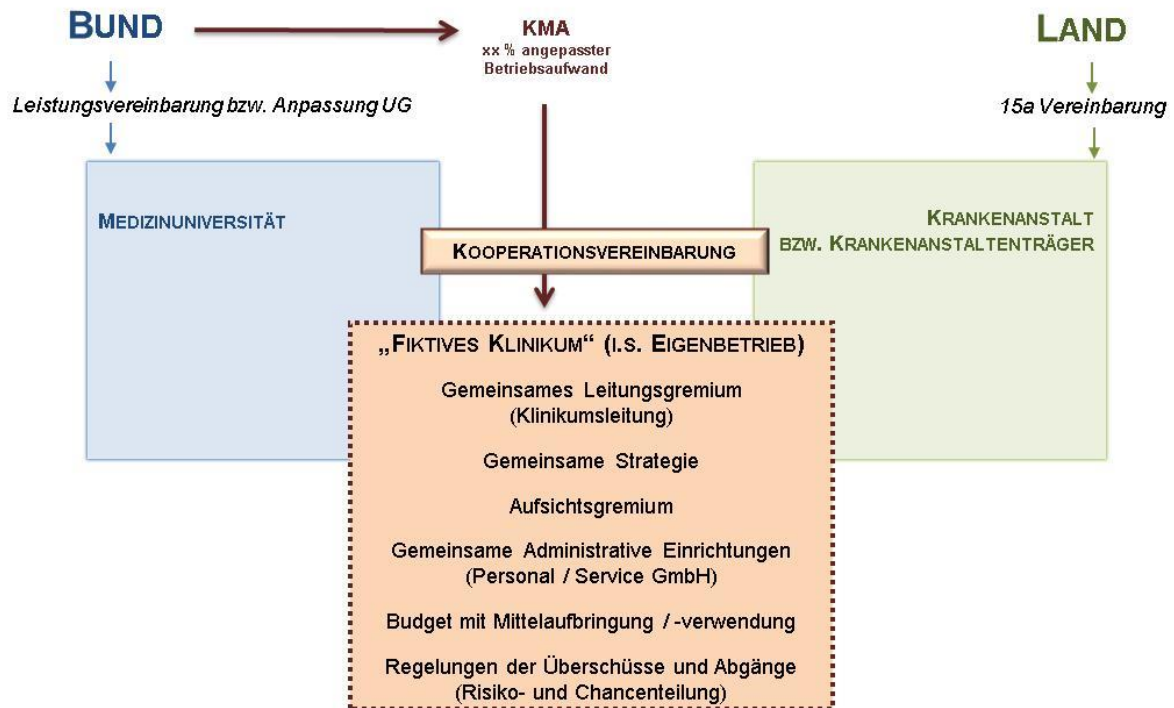 BUND
KMA
xx % angepasster
Betriebsaufwand
LAND
Leistungsvereinbarung bzw. Anpassung UG
15a Vereinbarung
MEDIZINUNIVERSITÄT
KRANKENANSTALT
BZW. KRANKENANSTALTENTRÄGER
KOOPERATIONSVEREINBARUNG
„FIKTIVES KLINIKUM“ (I.S. EIGENBETRIEB)
Gemeinsames Leitungsgremium
(Klinikumsleitung)
Gemeinsame Strategie
Aufsichtsgremium
Gemeinsame Administrative Einrichtungen
(Personal / Service GmbH)
Budget mit Mittelaufbringung / -verwendung
Regelungen der Überschüsse und Abgänge
(Risiko- und Chancenteilung)